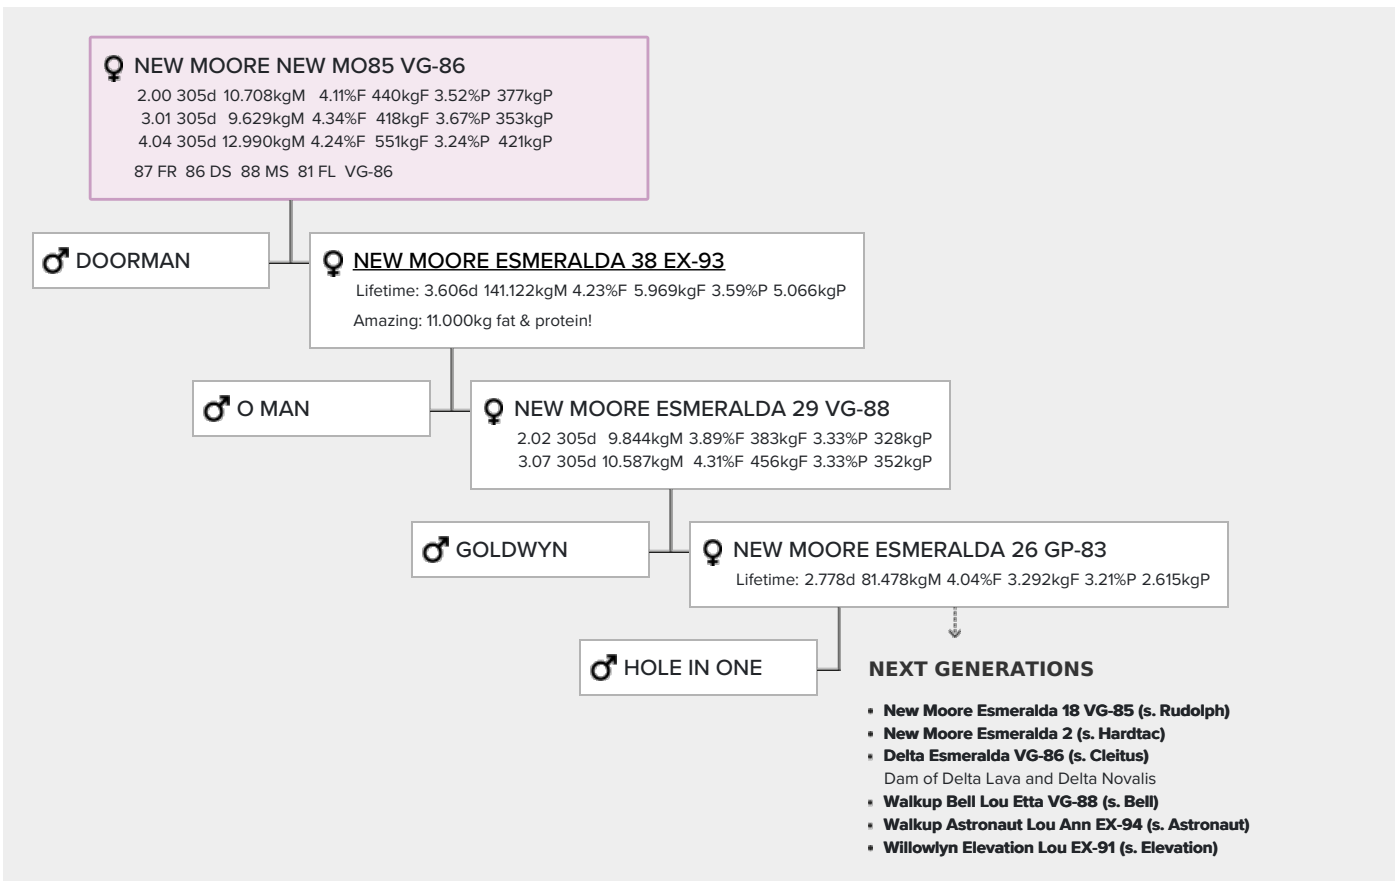 NEW MOORE NEW MO85 VG-86
2.00 305d 10.708kgM 4.11%F 440kgF 3.52%P 377kgP
3.01 305d 9.629kgM 4.34%F 418kgF 3.67%P 353kgP
4.04 305d 12.990kgM 4.24%F 551kgF 3.24%P 421kgP
87 FR 86 DS 88 MS 81 FL VG-86
DOORMAN
NEW MOORE ESMERALDA 38 EX-93
Lifetime: 3.606d 141.122kgM 4.23%F 5.969kgF 3.59%P 5.066kgP
Amazing: 11.000kg fat & protein!
O MAN
NEW MOORE ESMERALDA 29 VG-88
2.02 305d 9.844kgM 3.89%F 383kgF 3.33%P 328kgP
3.07 305d 10.587kgM 4.31%F 456kgF 3.33%P 352kgP
GOLDWYN
NEW MOORE ESMERALDA 26 GP-83
Lifetime: 2.778d 81.478kgM 4.04%F 3.292kgF 3.21%P 2.615kgP
HOLE IN ONE
NEXT GENERATIONS
• New Moore Esmeralda 18 VG-85 (s. Rudolph)
• New Moore Esmeralda 2 (s. Hardtac)
• Delta Esmeralda VG-86 (s. Cleitus)
Dam of Delta Lava and Delta Novalis
• Walkup Bell Lou Etta VG-88 (s. Bell)
• Walkup Astronaut Lou Ann EX-94 (s. Astronaut)
• Willowlyn Elevation Lou EX-91 (s. Elevation)